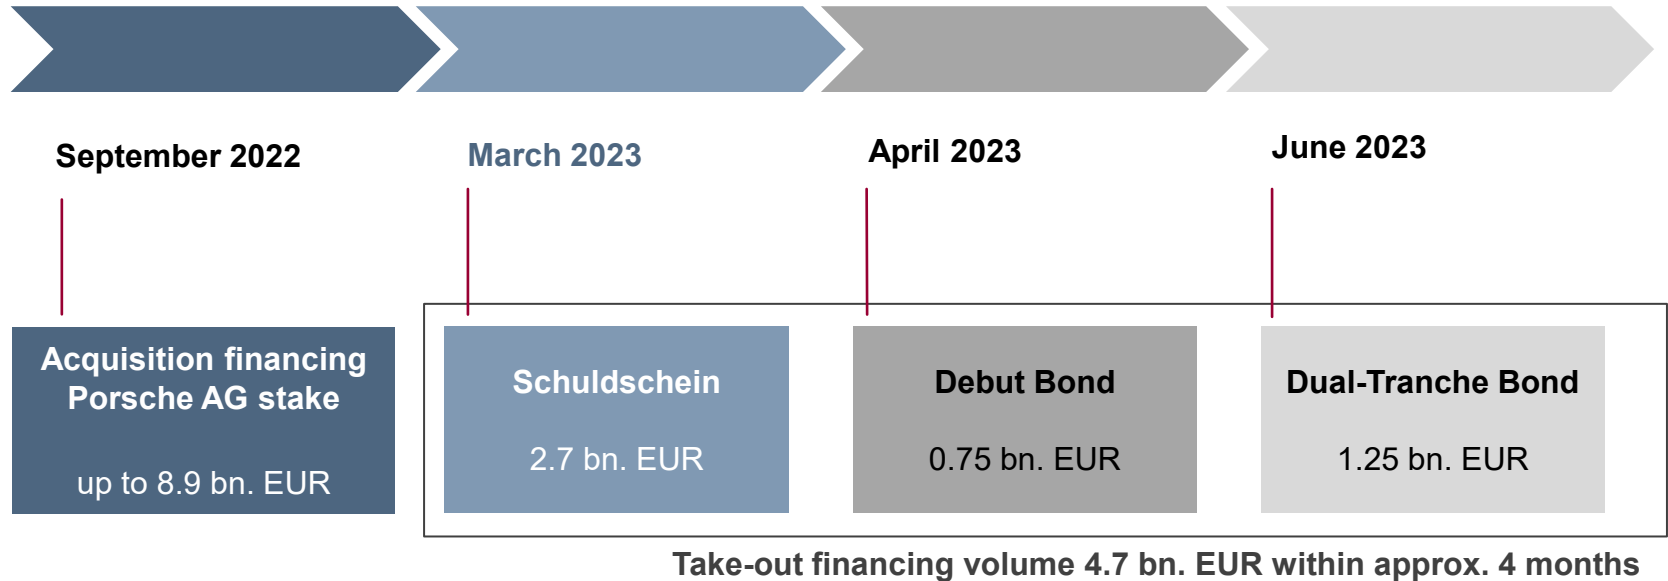 September 2022
March 2023
April 2023
June 2023
Acquisition financing
Porsche AG stake
up to 8.9 bn. EUR
Schuldschein
2.7 bn. EUR
Debut Bond
0.75 bn. EUR
Dual-Tranche Bond
1.25 bn. EUR
Take-out financing volume 4.7 bn. EUR within approx. 4 months